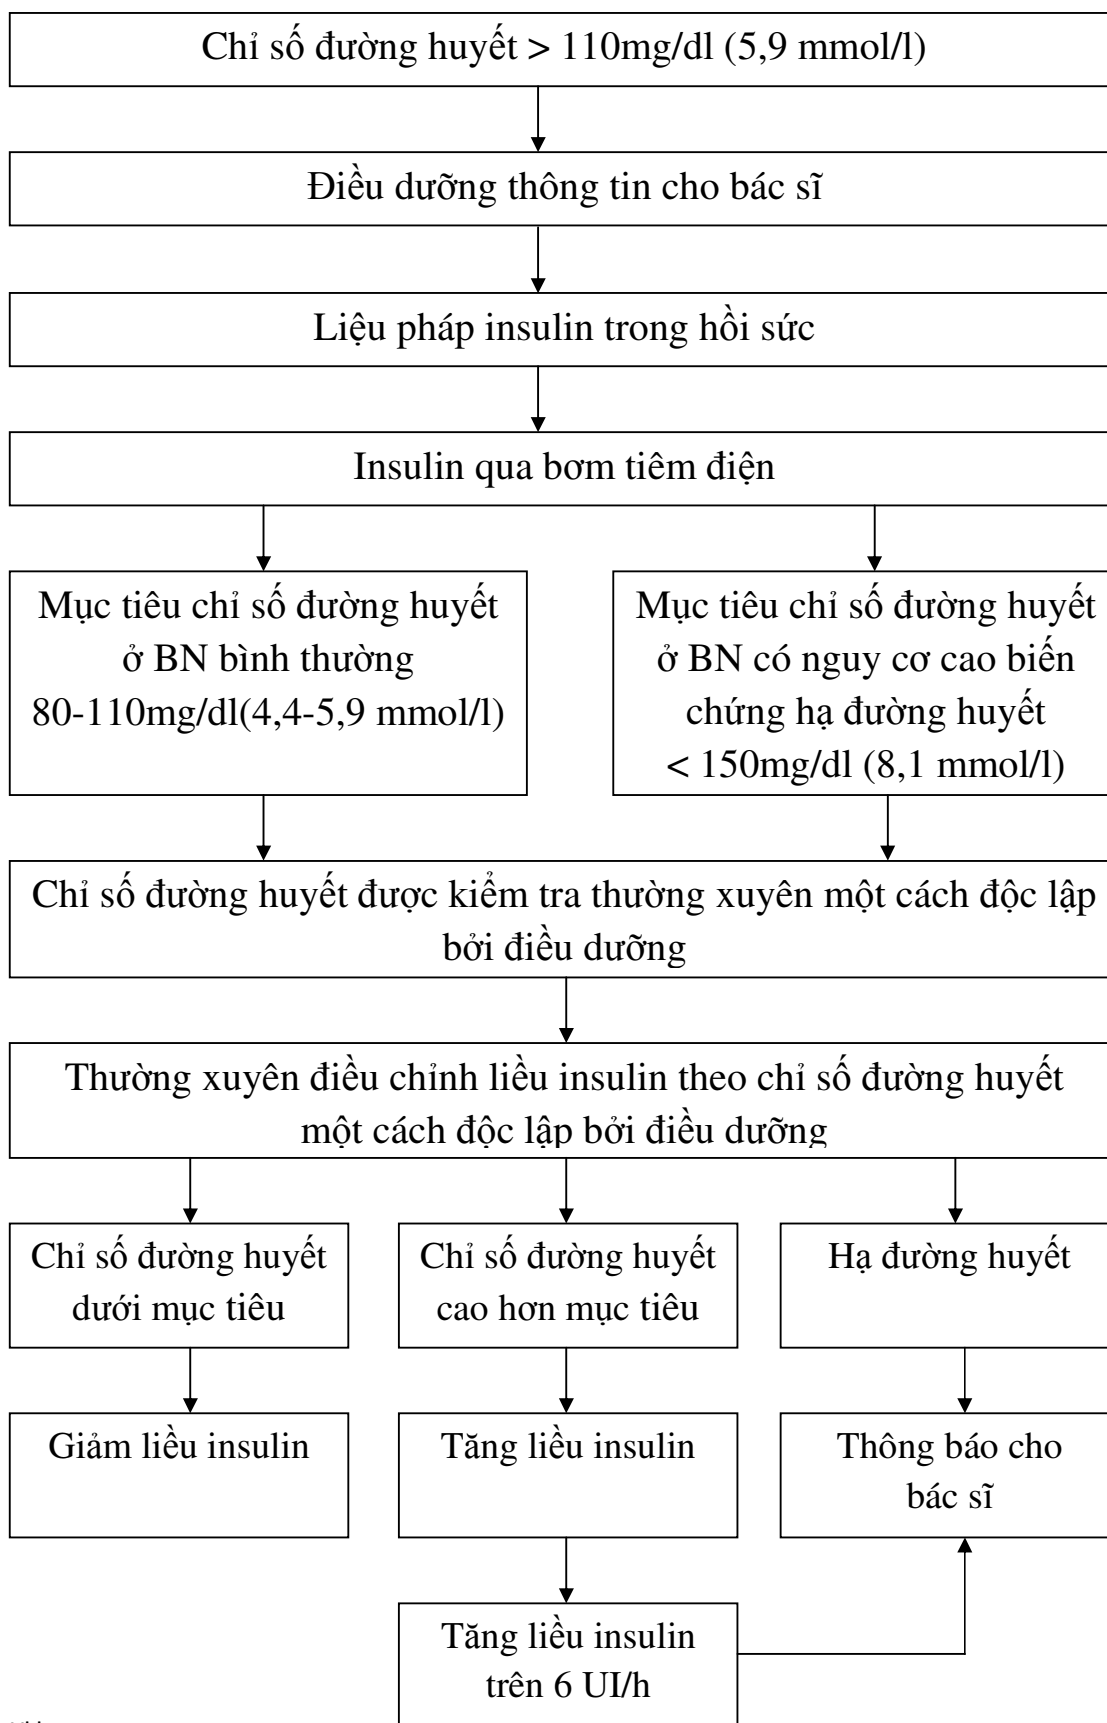 Chỉ số đường huyết > 110mg/dl (5,9 mmol/l)
Điều dưỡng thông tin cho bác sĩ
Liệu pháp insulin trong hồi sức
Insulin qua bơm tiêm điện
Mục tiêu chỉ số đường huyết
ở BN bình thường
80-110mg/dl(4,4-5,9 mmol/l)
Mục tiêu chỉ số đường huyết
ở BN có nguy cơ cao biến
chứng hạ đường huyết
< 150mg/dl (8,1 mmol/l)
Chỉ số đường huyết được kiểm tra thường xuyên một cách độc lập
bởi điều dưỡng
Thường xuyên điều chỉnh liều insulin theo chỉ số đường huyết
một cách độc lập bởi điều dưỡng
Chỉ số đường huyết
dưới mục tiêu
Chỉ số đường huyết
cao hơn mục tiêu
Hạ đường huyết
Giảm liều insulin
Tăng liều insulin
Thông báo cho
bác sĩ
Tăng liều insulin
trên 6 UI/h